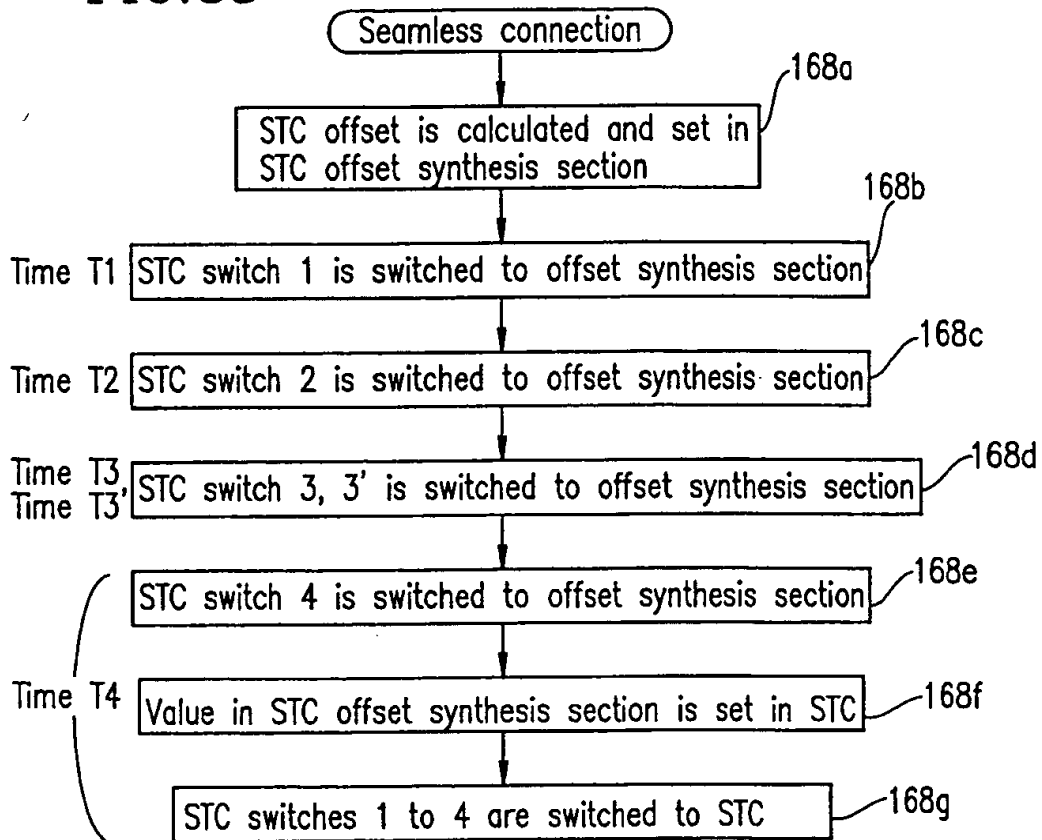 Seamless connection
168a
STC offset is calculated and set in
STC offset synthesis section
168b
Time T1 STC switch 1 is switched to offset synthesis section
168c
Time T2 STC switch 2 is switched to offset synthesis section
168d
Time T3
Time T3'
STC switch 3, 3' is switched to offset synthesis section
168e
STC switch 4 is switched to offset synthesis section
Time T4
168f
Value in STC offset synthesis section is set in STC
168g
STC switches 1 to 4 are switched to STC